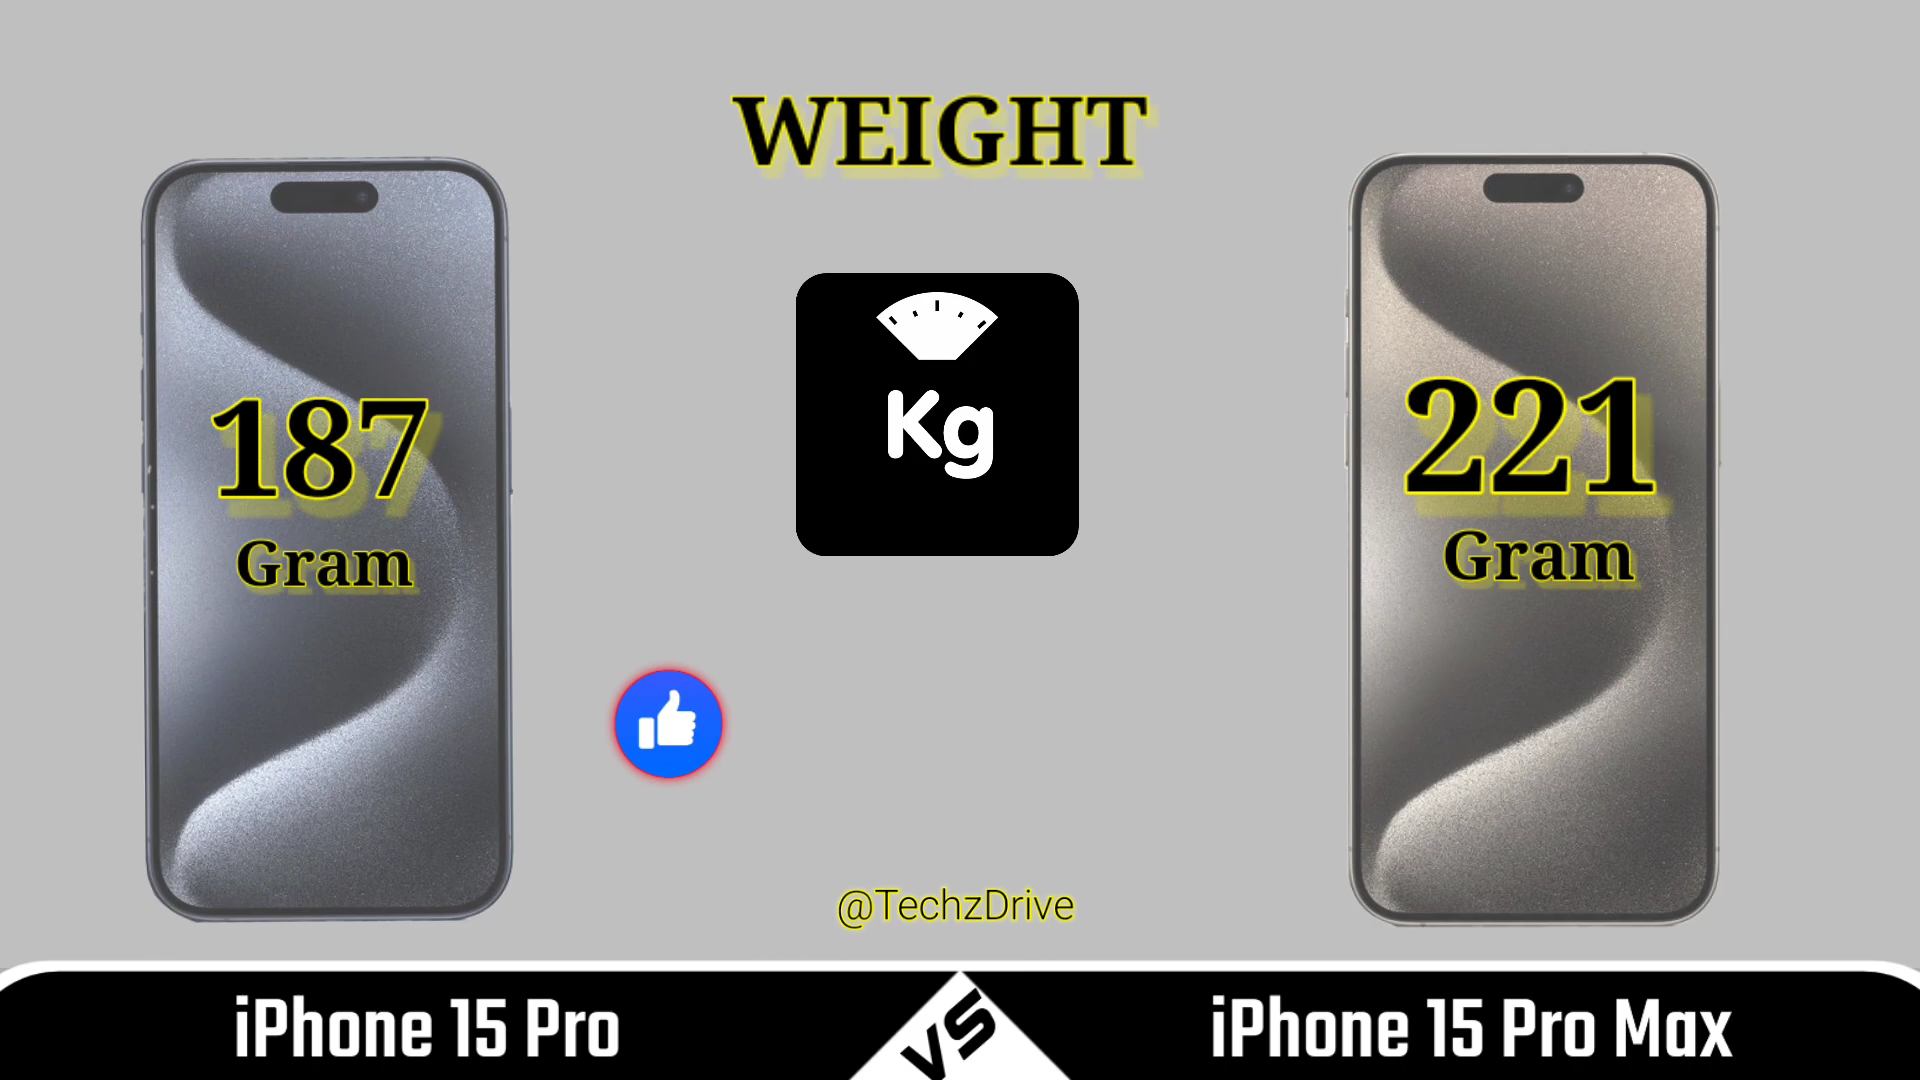 WEIGHT
187
Gram
Kg
221
Gram
@TechzDrive
iPhone 15 Pro
VS
iPhone 15 Pro Max